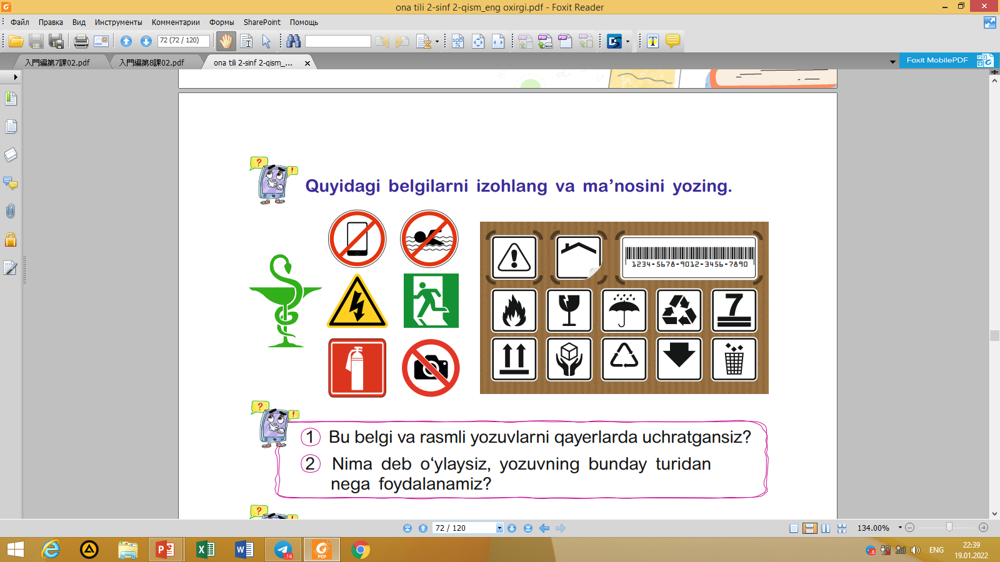 ona tili 2-sinf 2-qism_eng oxirgi.pdf - Foxit Reader
Файл Правка Вид Инструменты Комментарии Формы SharePoint Помощь
72 (72 / 120)
入門編第7課02.pdf 入門編第8課02.pdf ona tili 2-sinf 2-qism_... Foxit MobilePDF
Quyidagi belgilarni izohlang va ma’nosini yozing.
1234-5678-9012-3456-7890
7
1 Bu belgi va rasmli yozuvlarni qayerlarda uchratgansiz?
2 Nima deb o‘ylaysiz, yozuvning bunday turidan
nega foydalanamiz?
72 / 120 134.00%
ENG
22:39
19.01.2022